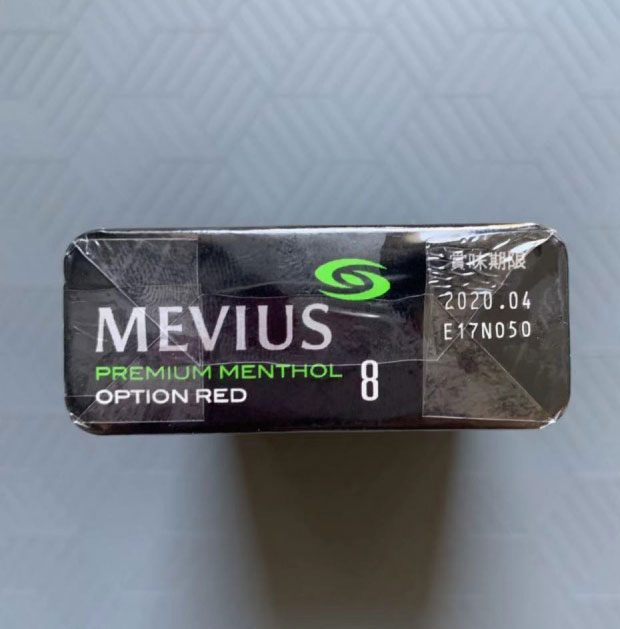 MEVIUS
PREMIUM MENTHOL
OPTION RED
8
賞味期限
2020.04
E17N050